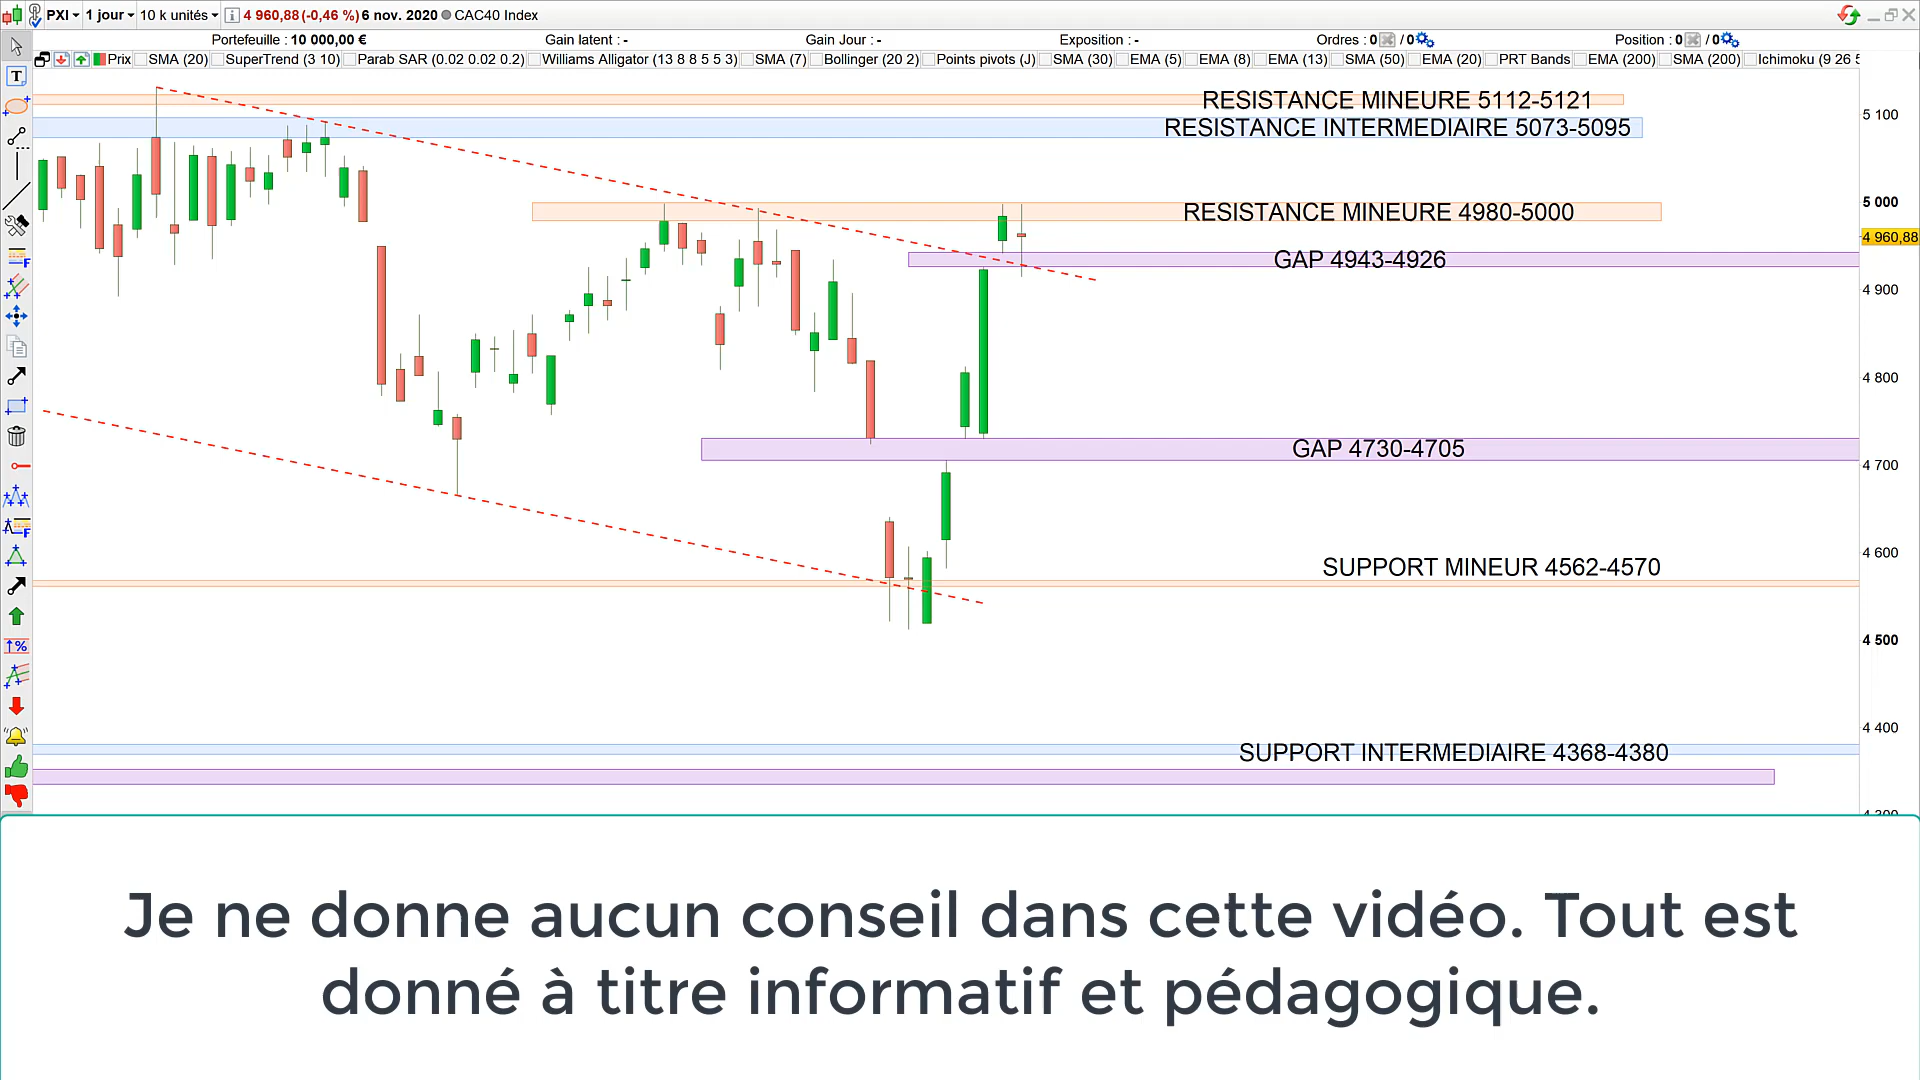 PXI 1 jour 10 k unités i 4 960,88 (-0,46 %) 6 nov. 2020 CAC40 Index
Portefeuille : 10 000,00 € Gain latent : - Gain Jour : - Exposition : - Ordres : 0 / 0 Position : 0 / 0
Prix SMA (20) SuperTrend (3 10) Parab SAR (0.02 0.02 0.2) Williams Alligator (13 8 8 5 5 3) SMA (7) Bollinger (20 2) Points pivots (J) SMA (30) EMA (5) EMA (8) EMA (13) SMA (50) EMA (20) PRT Bands EMA (200) SMA (200) Ichimoku (9 26 5
RESISTANCE MINEURE 5112-5121
5 100
RESISTANCE INTERMEDIAIRE 5073-5095
5 000
RESISTANCE MINEURE 4980-5000
4 960,88
GAP 4943-4926
4 900
4 800
GAP 4730-4705
4 700
4 600
SUPPORT MINEUR 4562-4570
4 500
4 400
SUPPORT INTERMEDIAIRE 4368-4380
Je ne donne aucun conseil dans cette vidéo. Tout est
donné à titre informatif et pédagogique.